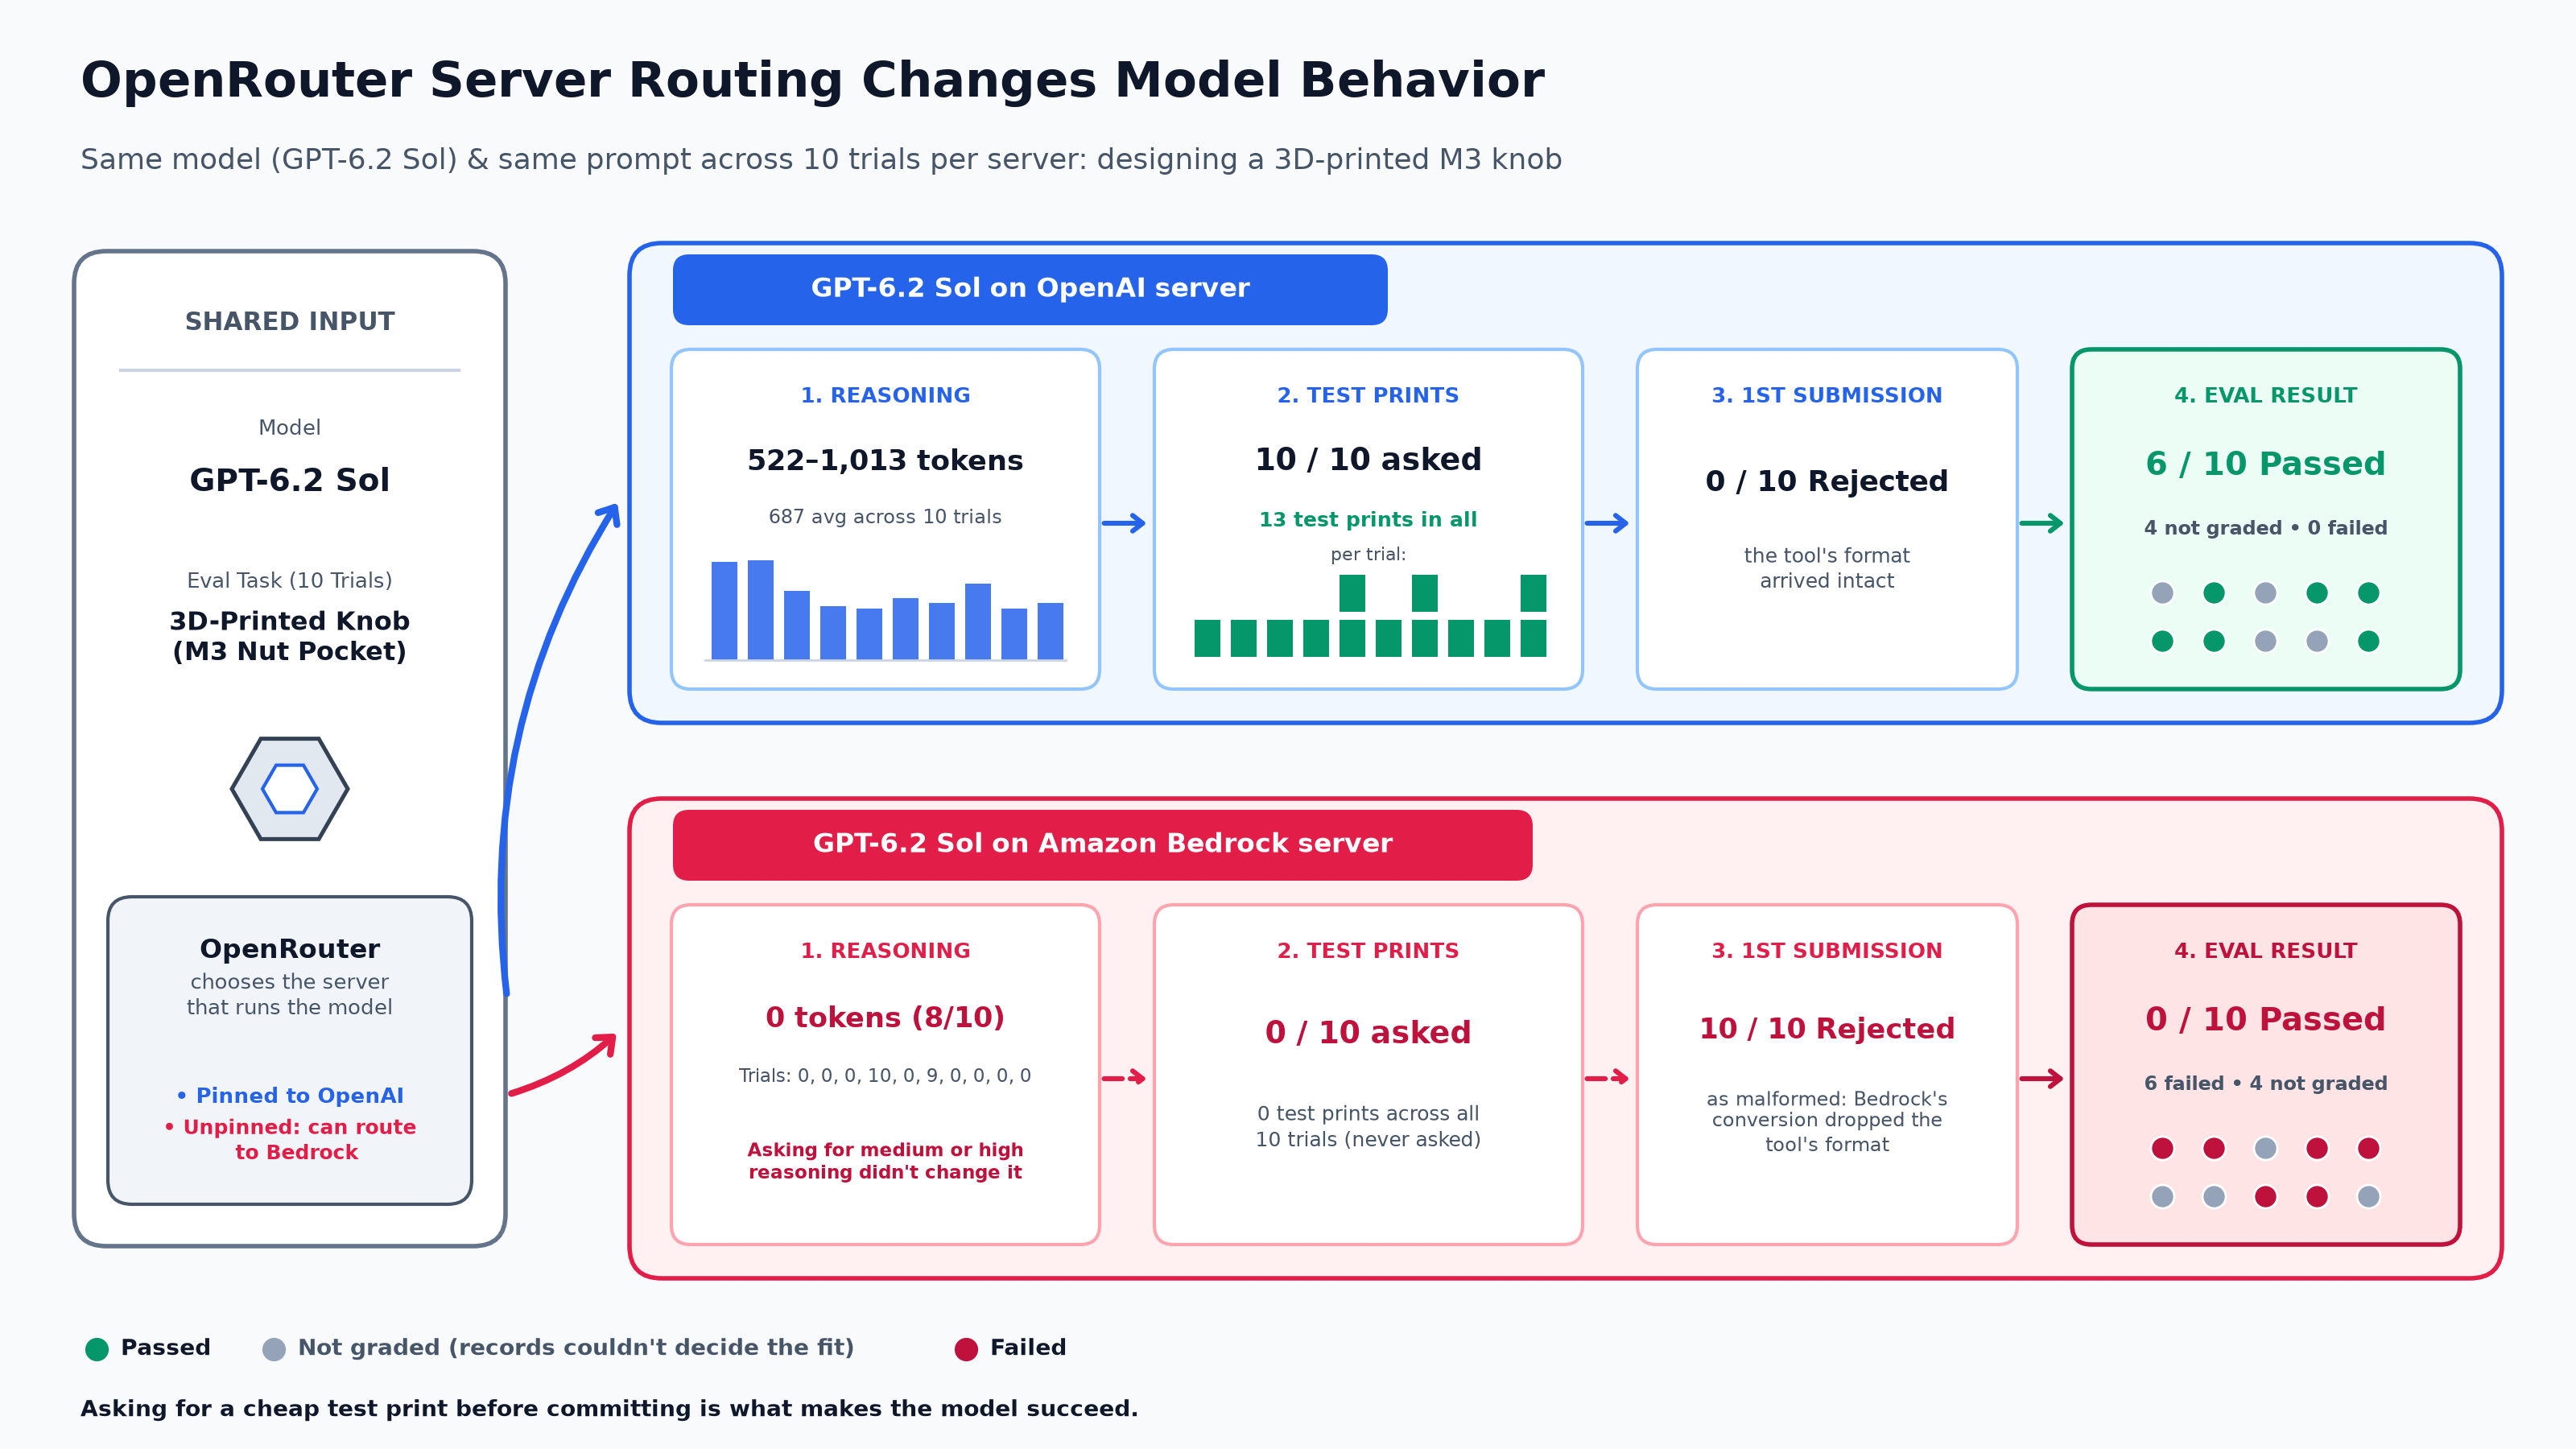 OpenRouter Server Routing Changes Model Behavior
Same model (GPT-6.2 Sol) & same prompt across 10 trials per server: designing a 3D-printed M3 knob
SHARED INPUT
Model
GPT-6.2 Sol
Eval Task (10 Trials)
3D-Printed Knob
(M3 Nut Pocket)
OpenRouter
chooses the server
that runs the model
• Pinned to OpenAI
• Unpinned: can route
to Bedrock
GPT-6.2 Sol on OpenAI server
1. REASONING
522–1,013 tokens
687 avg across 10 trials
2. TEST PRINTS
10 / 10 asked
13 test prints in all
per trial:
3. 1ST SUBMISSION
0 / 10 Rejected
the tool's format
arrived intact
4. EVAL RESULT
6 / 10 Passed
4 not graded • 0 failed
GPT-6.2 Sol on Amazon Bedrock server
1. REASONING
0 tokens (8/10)
Trials: 0, 0, 0, 10, 0, 9, 0, 0, 0, 0
Asking for medium or high
reasoning didn't change it
2. TEST PRINTS
0 / 10 asked
0 test prints across all
10 trials (never asked)
3. 1ST SUBMISSION
10 / 10 Rejected
as malformed: Bedrock's
conversion dropped the
tool's format
4. EVAL RESULT
0 / 10 Passed
6 failed • 4 not graded
Passed
Not graded (records couldn't decide the fit)
Failed
Asking for a cheap test print before committing is what makes the model succeed.